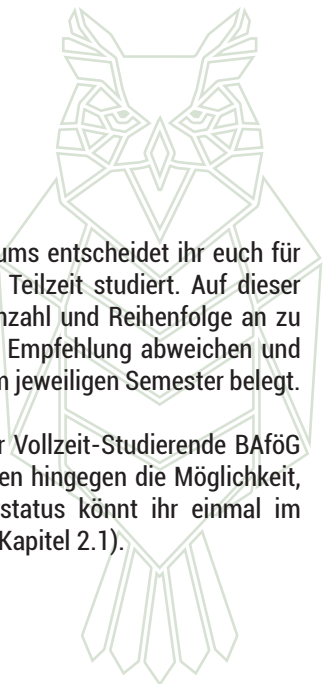 ums entscheidet ihr euch für
Teilzeit studiert. Auf dieser
nzahl und Reihenfolge an zu
Empfehlung abweichen und
m jeweiligen Semester belegt.
r Vollzeit-Studierende BAföG
en hingegen die Möglichkeit,
status könnt ihr einmal im
Kapitel 2.1).